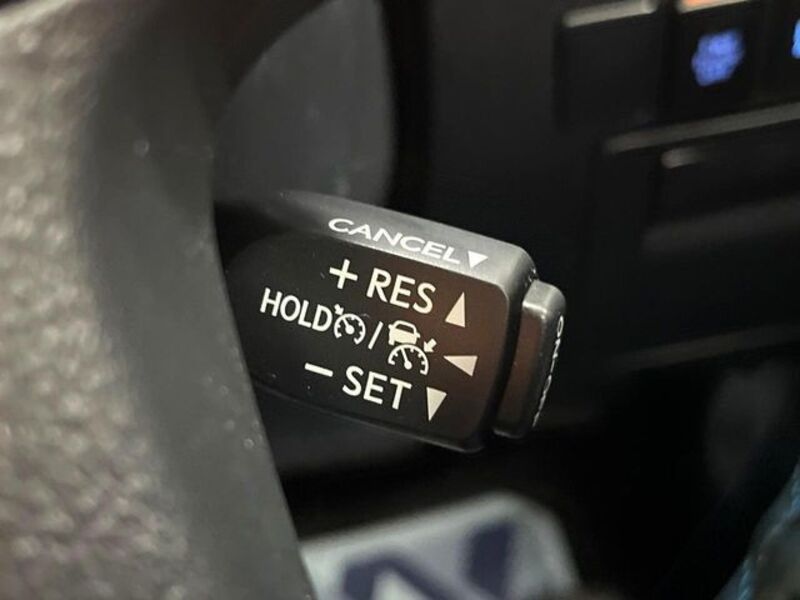 CANCEL▼
+ RES ▲
HOLD / ◀
− SET ▼